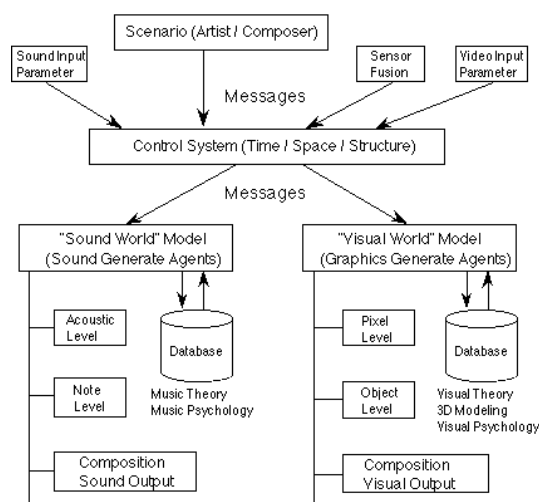 Scenario (Artist / Composer)
Sound Input
Parameter
Sensor
Fusion
Video Input
Parameter
Messages
Control System (Time / Space / Structure)
Messages
"Sound World" Model
(Sound Generate Agents)
"Visual World" Model
(Graphics Generate Agents)
Acoustic
Level
Database
Note
Level
Music Theory
Music Psychology
Composition
Sound Output
Pixel
Level
Database
Object
Level
Visual Theory
3D Modeling
Visual Psychology
Composition
Visual Output